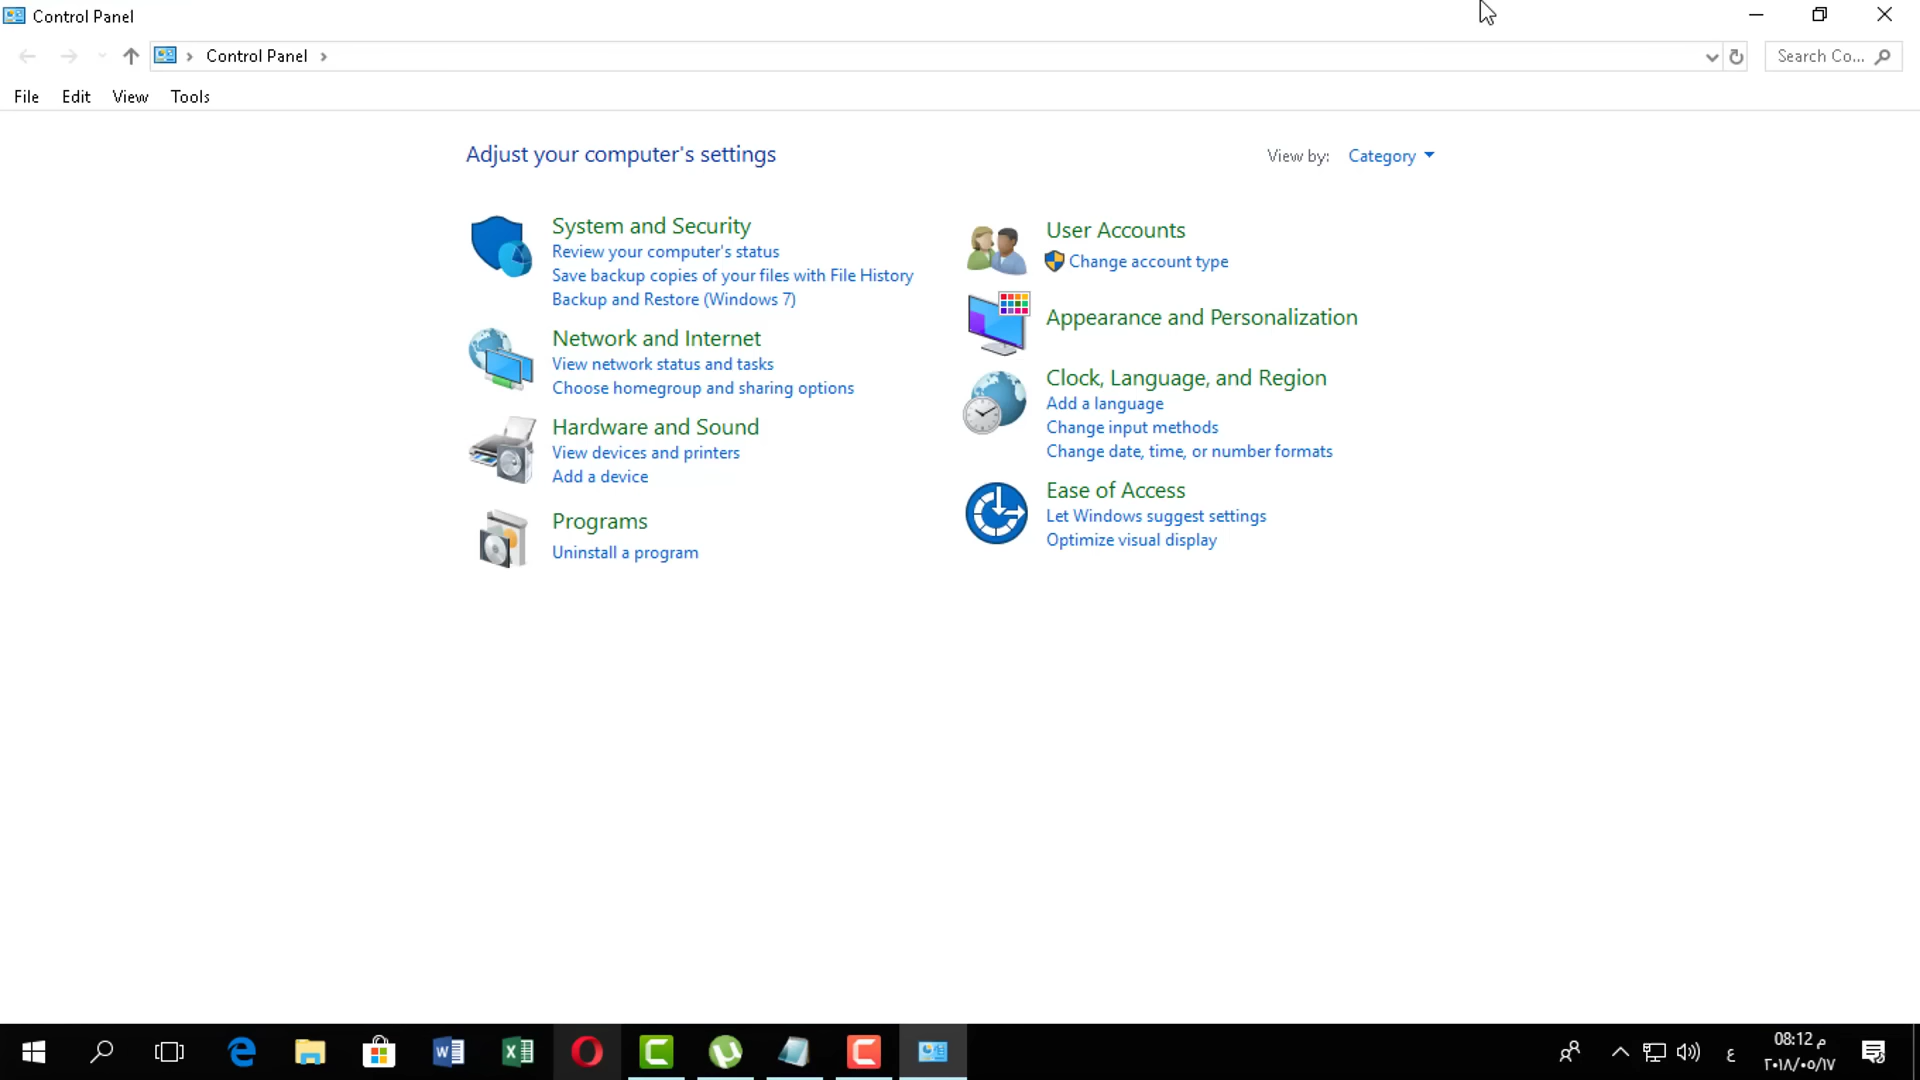 Control Panel
Control Panel
Search Co...
File Edit View Tools
Adjust your computer's settings
View by: Category
System and Security
Review your computer's status
Save backup copies of your files with File History
Backup and Restore (Windows 7)
Network and Internet
View network status and tasks
Choose homegroup and sharing options
Hardware and Sound
View devices and printers
Add a device
Programs
Uninstall a program
User Accounts
Change account type
Appearance and Personalization
Clock, Language, and Region
Add a language
Change input methods
Change date, time, or number formats
Ease of Access
Let Windows suggest settings
Optimize visual display
ع
08:12 م
٢٠١٨/٠٥/١٧